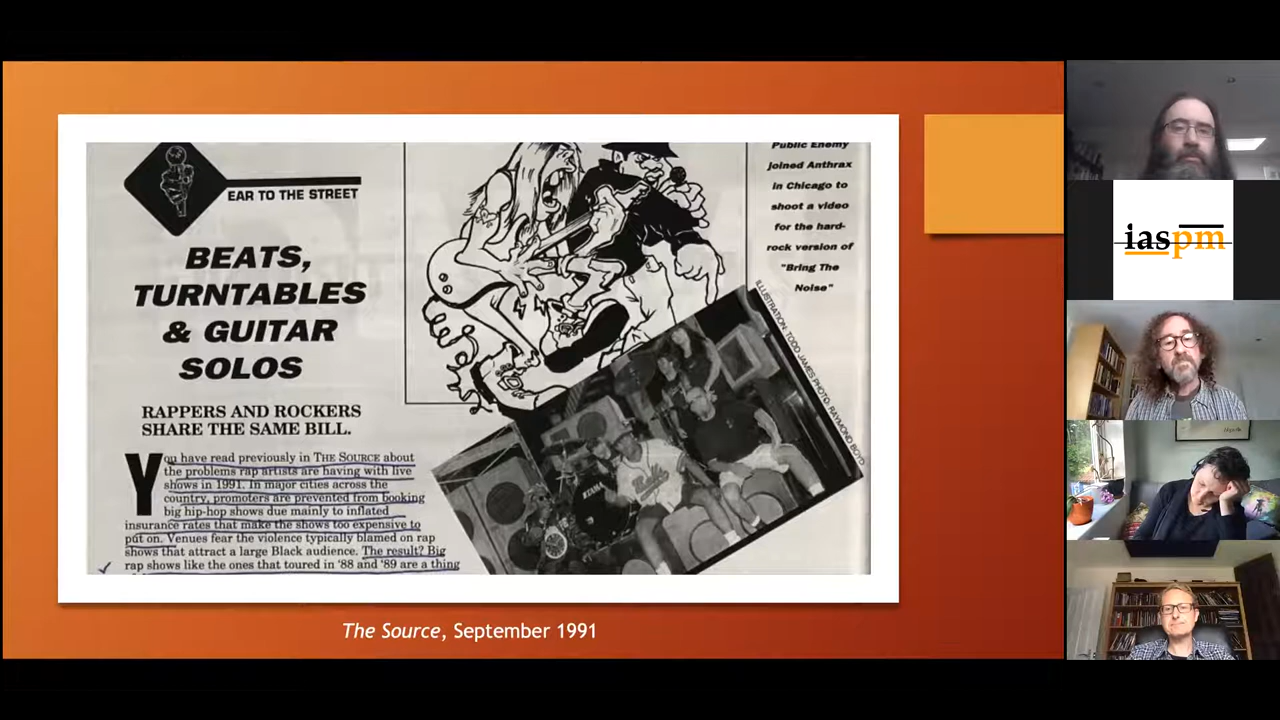 EAR TO THE STREET
BEATS,
TURNTABLES
& GUITAR
SOLOS
RAPPERS AND ROCKERS
SHARE THE SAME BILL.
You have read previously in THE SOURCE about
the problems rap artists are having with live
shows in 1991. In major cities across the
country, promoters are prevented from booking
big hip-hop shows due mainly to inflated
insurance rates that make the shows too expensive to
put on. Venues fear the violence typically blamed on rap
shows that attract a large Black audience. The result? Big
rap shows like the ones that toured in '88 and '89 are a thing
Public Enemy
joined Anthrax
in Chicago to
shoot a video
for the hard-
rock version of
"Bring The
Noise"
ILLUSTRATION: TODD JAMES PHOTO: RAYMOND BOYD
TAMA
Bulls
The Source, September 1991
iaspm